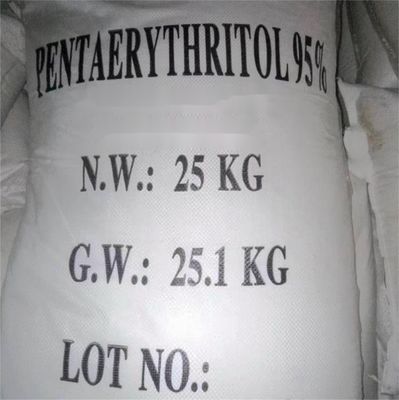 PENTAERYTHRITOL 95%
N.W.: 25 KG
G.W.: 25.1 KG
LOT NO.: